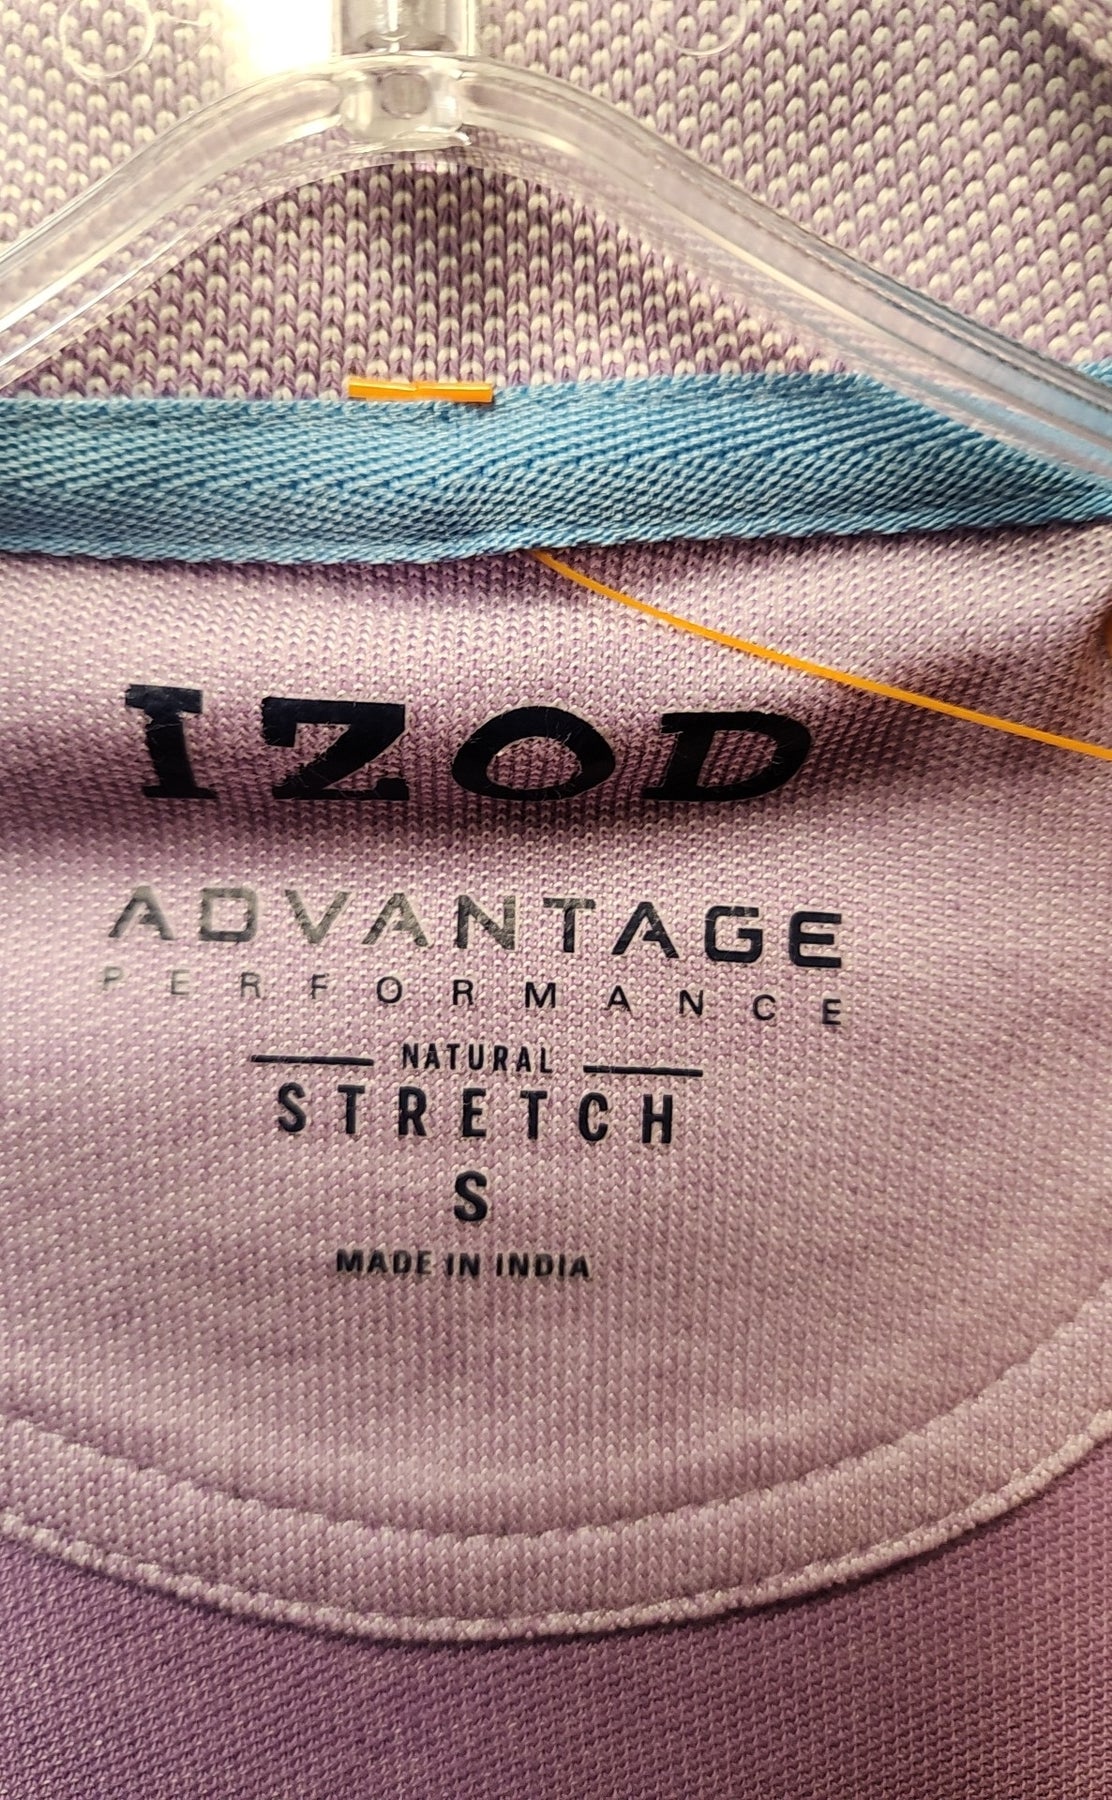 IZOD
ADVANTAGE
PERFORMANCE
NATURAL
STRETCH
S
MADE IN INDIA